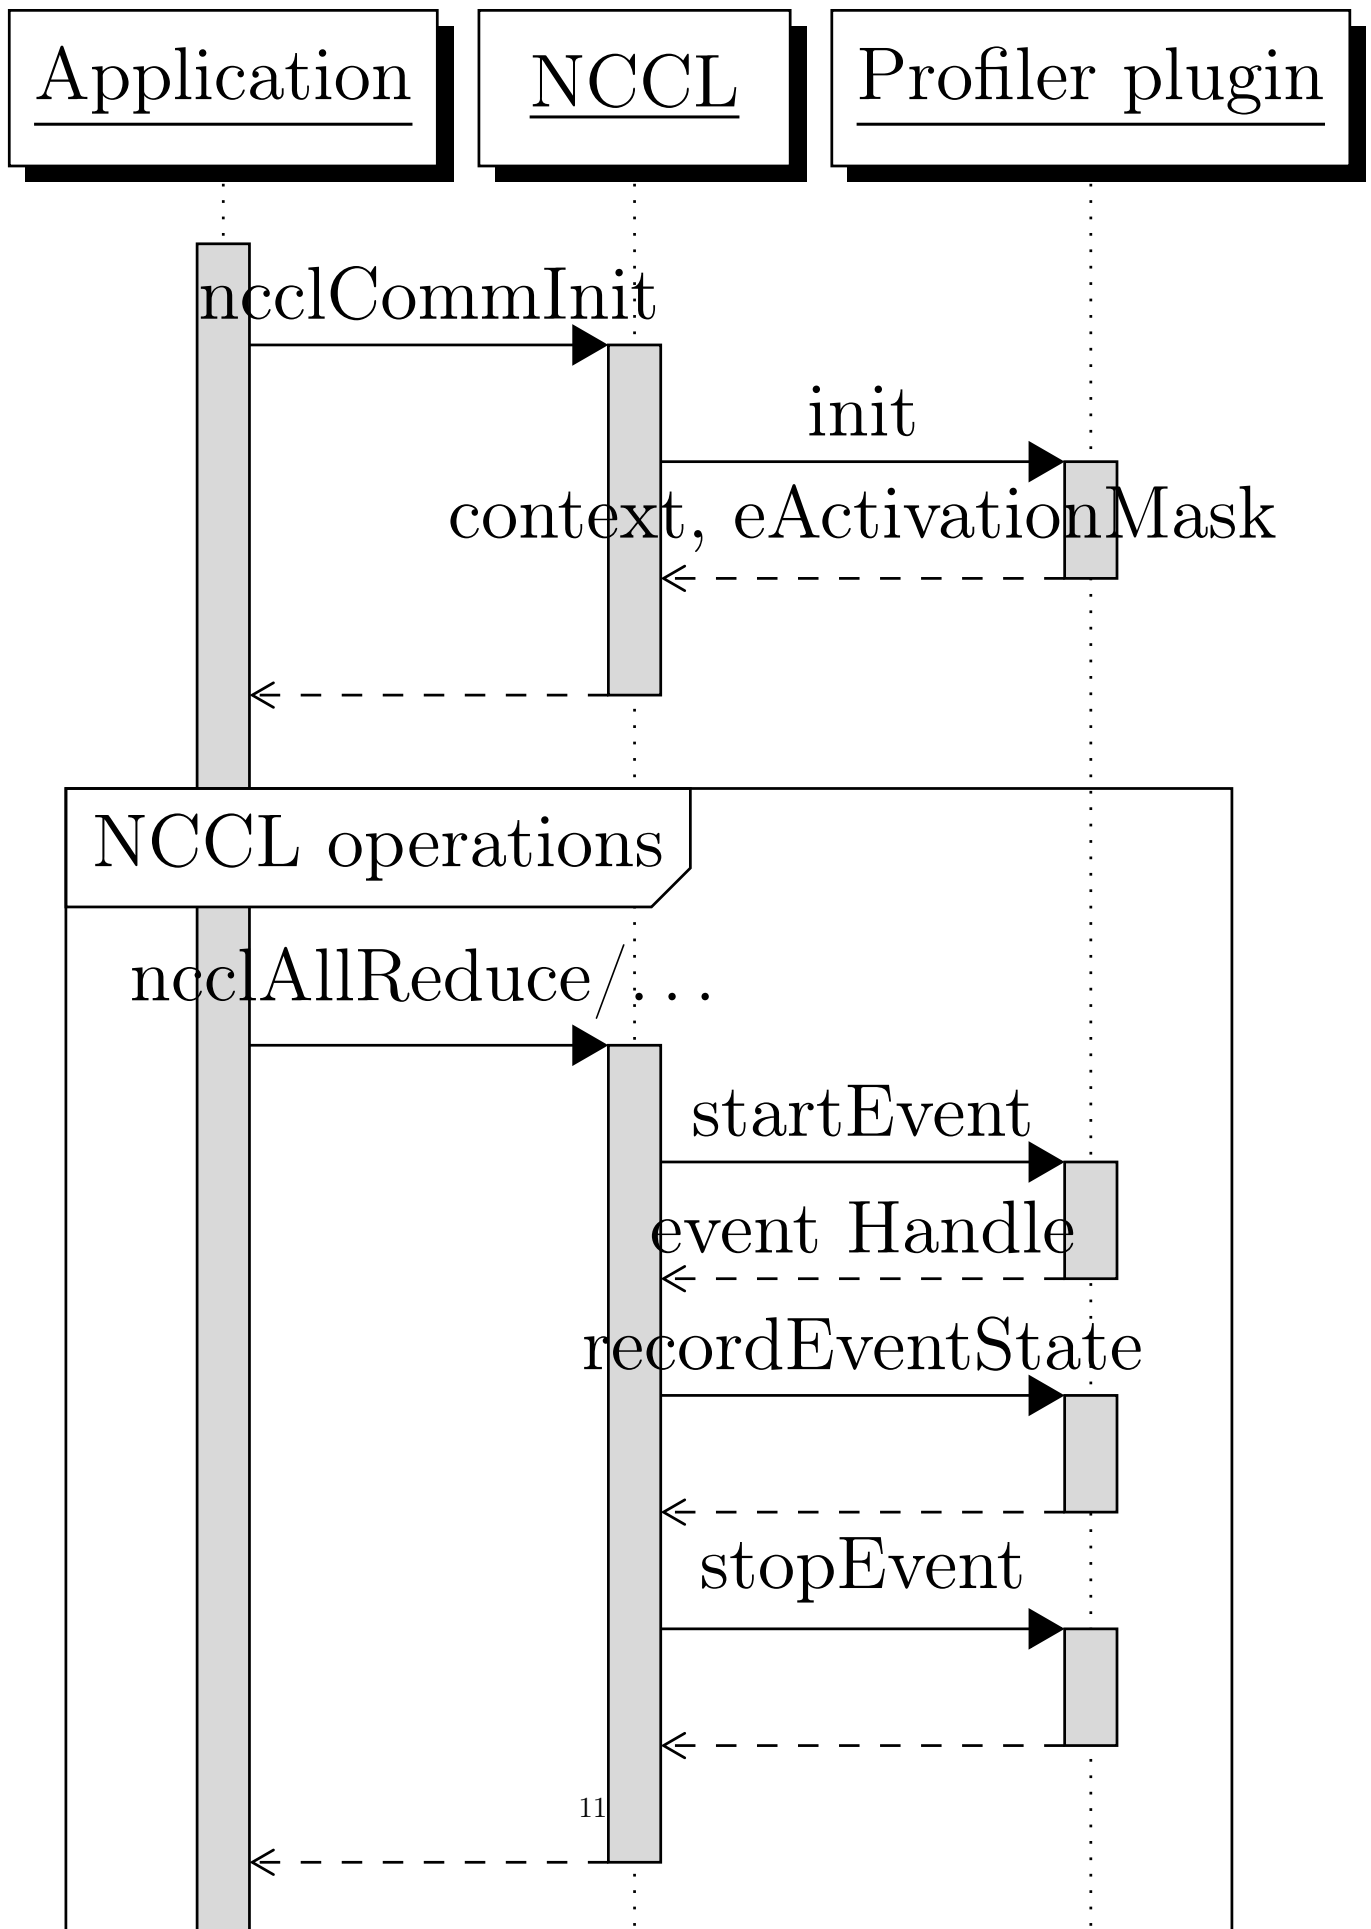 Application
NCCL
Profiler plugin
ncclCommInit
init
context, eActivationMask
NCCL operations
ncclAllReduce/...
startEvent
event Handle
recordEventState
stopEvent
11